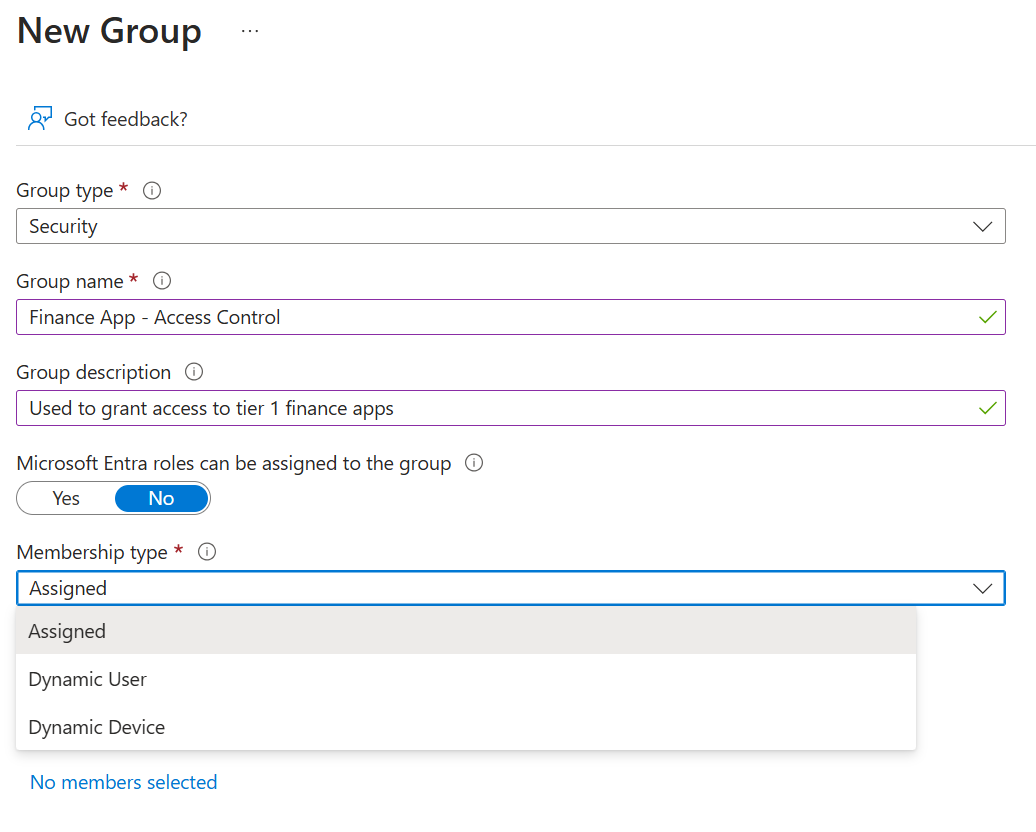 New Group ...
Got feedback?
Group type *
Security
Group name *
Finance App - Access Control
Group description
Used to grant access to tier 1 finance apps
Microsoft Entra roles can be assigned to the group
Yes No
Membership type *
Assigned
Assigned
Dynamic User
Dynamic Device
No members selected